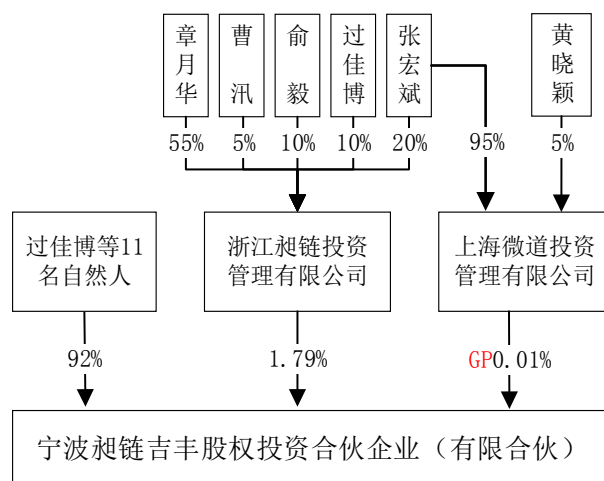 章月华
曹汛
俞毅
过佳博
张宏斌
黄晓颖
55%
5%
10%
10%
20%
95%
5%
过佳博等11
名自然人
浙江昶链投资
管理有限公司
上海微道投资
管理有限公司
92%
1.79%
GP0.01%
宁波昶链吉丰股权投资合伙企业（有限合伙）